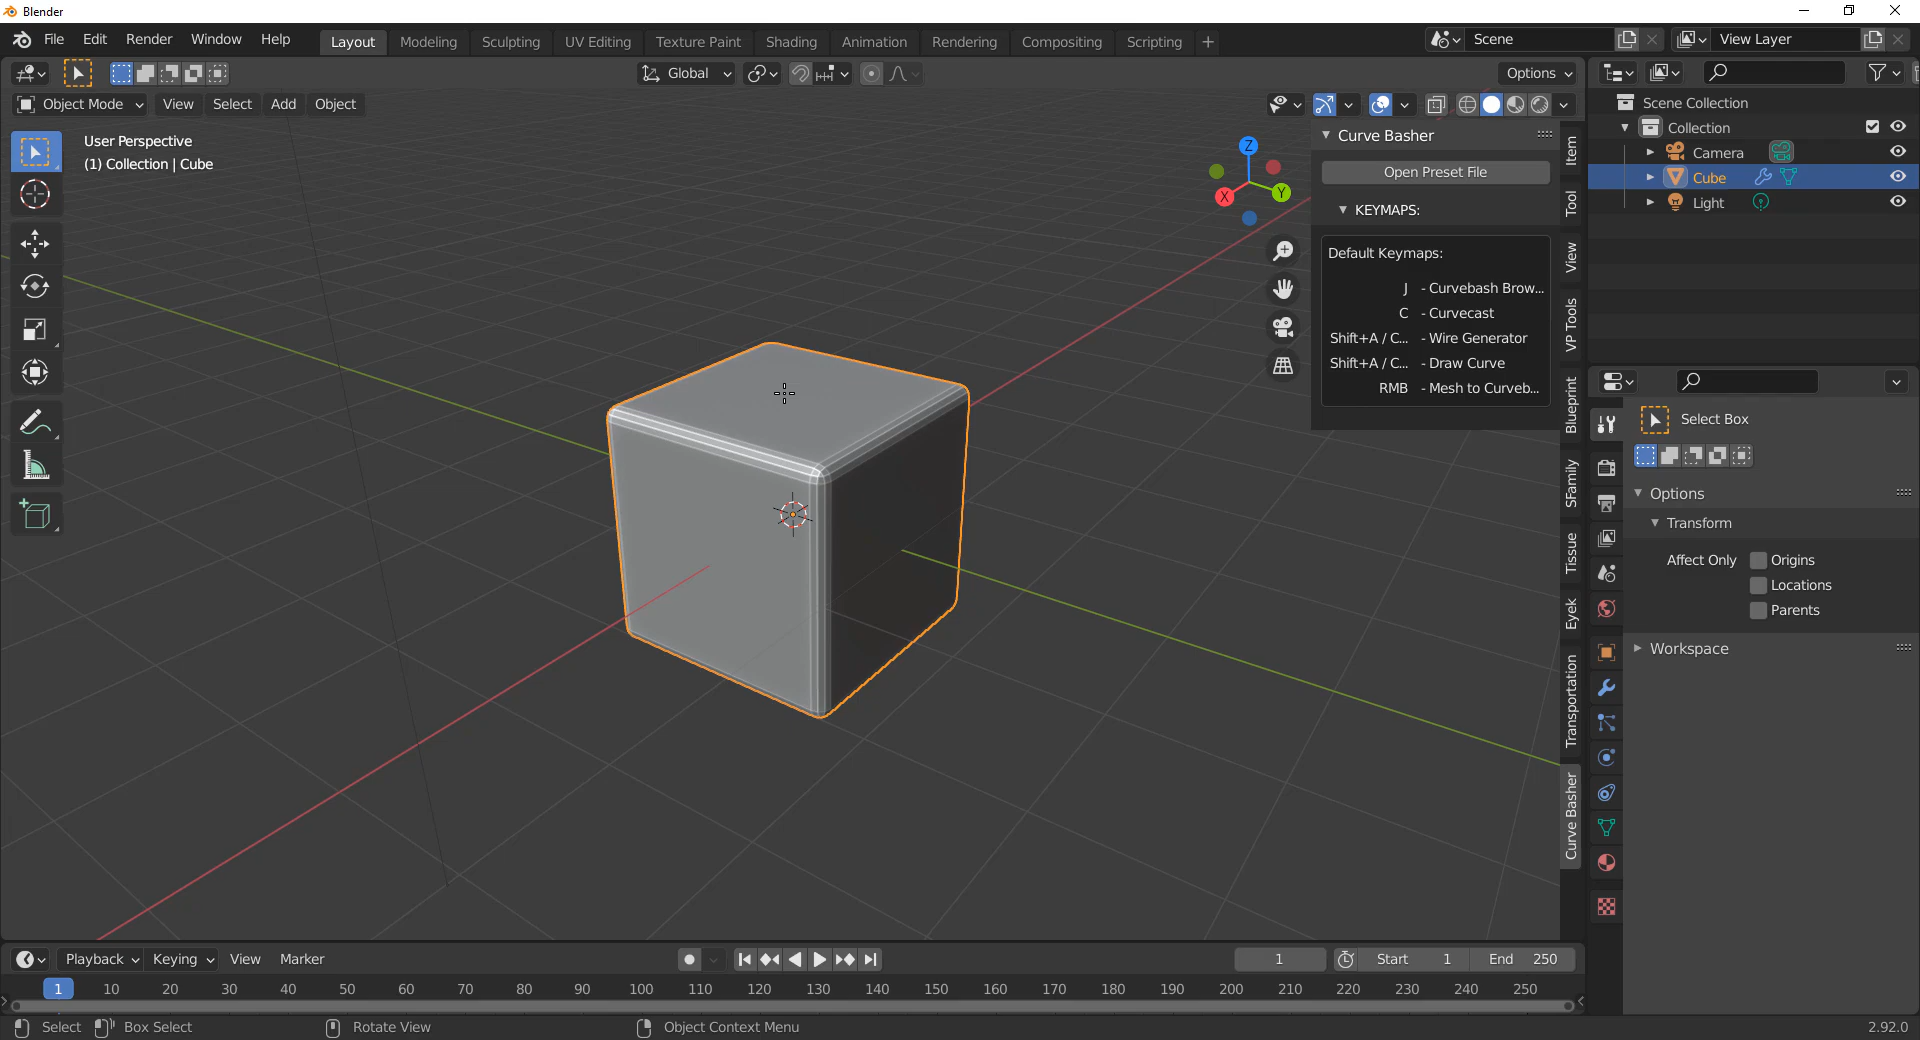 Blender
File Edit Render Window Help Layout Modeling Sculpting UV Editing Texture Paint Shading Animation Rendering Compositing Scripting + Scene View Layer
Global Options
Object Mode View Select Add Object
User Perspective
(1) Collection | Cube
Z
X
Y
Curve Basher
Open Preset File
KEYMAPS:
Default Keymaps:
J - Curvebash Brow...
C - Curvecast
Shift+A / C... - Wire Generator
Shift+A / C... - Draw Curve
RMB - Mesh to Curveb...
Item
Tool
View
VP Tools
Blueprint
SFamily
Tissue
Eyek
Transportation
Curve Basher
Scene Collection
Collection
Camera
Cube
Light
Select Box
Options
Transform
Affect Only Origins
Locations
Parents
Workspace
Playback Keying View Marker 1 Start 1 End 250
1 10 20 30 40 50 60 70 80 90 100 110 120 130 140 150 160 170 180 190 200 210 220 230 240 250
Select Box Select Rotate View Object Context Menu 2.92.0